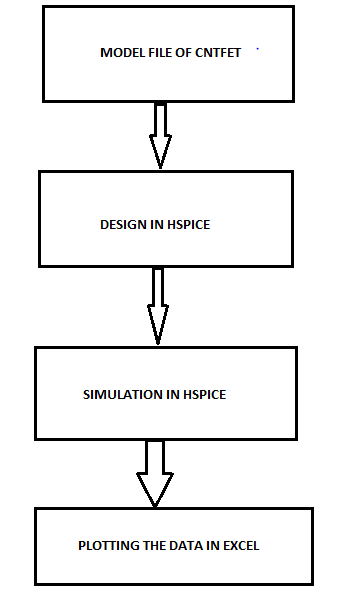 MODEL FILE OF CNTFET
DESIGN IN HSPICE
SIMULATION IN HSPICE
PLOTTING THE DATA IN EXCEL